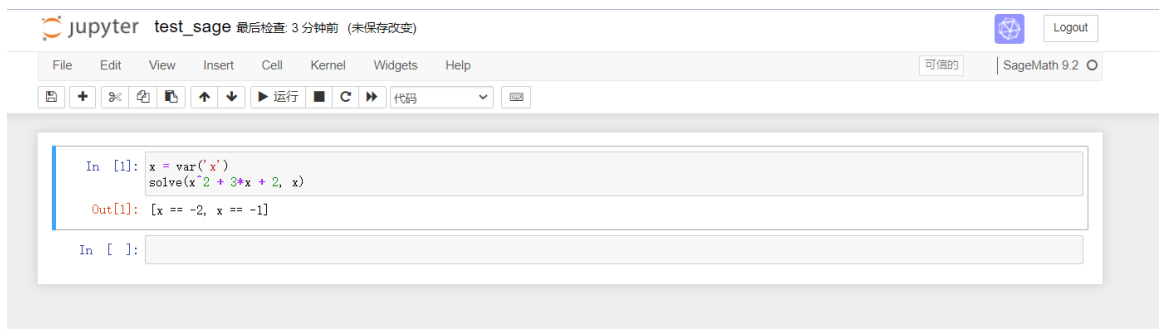 jupyter test_sage 最后检查: 3 分钟前 (未保存改变) Logout
File Edit View Insert Cell Kernel Widgets Help 可信的 SageMath 9.2
运行 代码
In [1]: x = var('x')
solve(x^2 + 3*x + 2, x)
Out[1]: [x == -2, x == -1]
In [ ]: